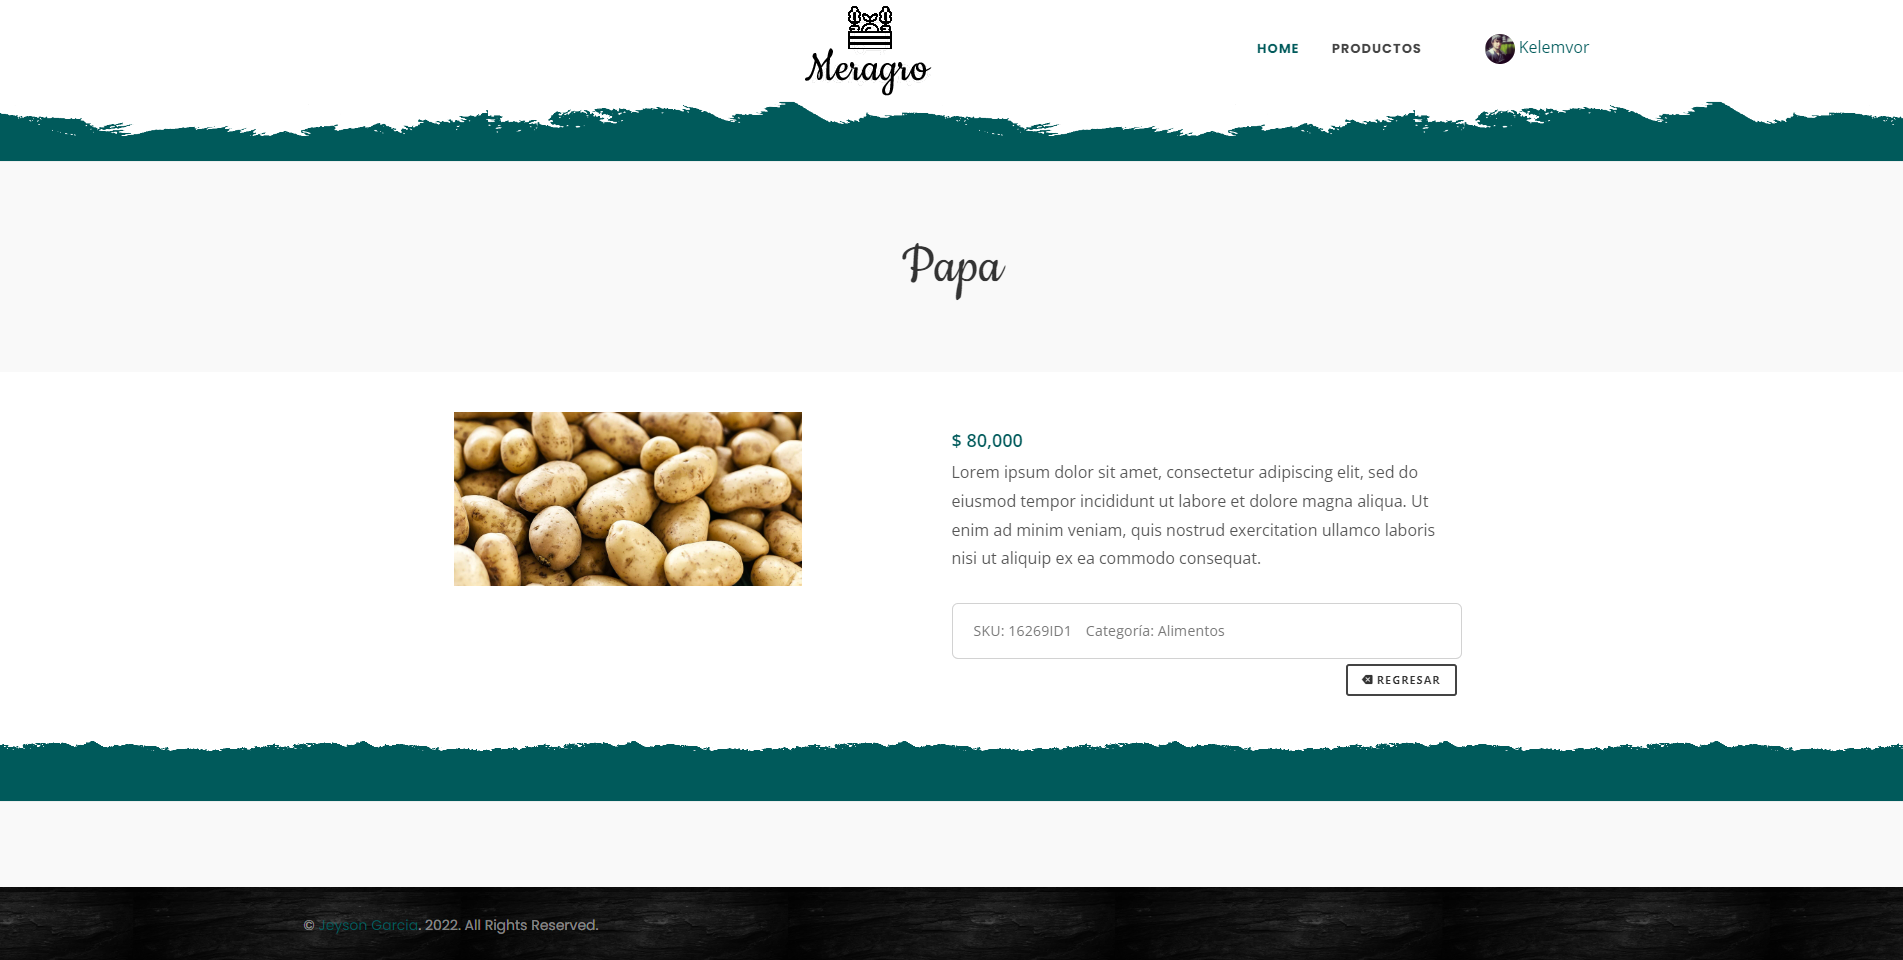 Meragro
HOME PRODUCTOS Kelemvor
Papa
$ 80,000
Lorem ipsum dolor sit amet, consectetur adipiscing elit, sed do
eiusmod tempor incididunt ut labore et dolore magna aliqua. Ut
enim ad minim veniam, quis nostrud exercitation ullamco laboris
nisi ut aliquip ex ea commodo consequat.
SKU: 16269ID1 Categoría: Alimentos
REGRESAR
© Jeyson Garcia. 2022. All Rights Reserved.